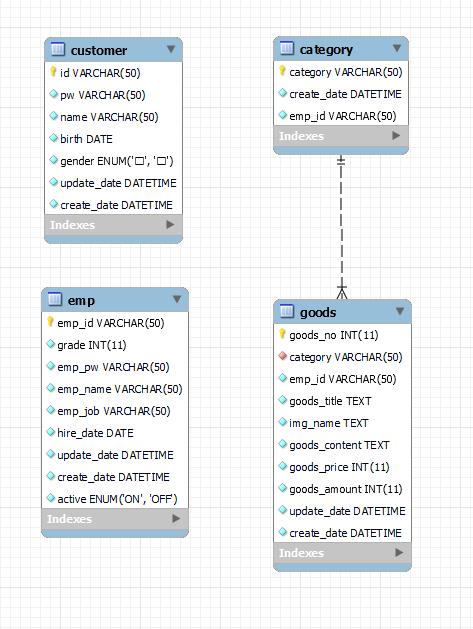 customer
id VARCHAR(50)
pw VARCHAR(50)
name VARCHAR(50)
birth DATE
gender ENUM('□', '□')
update_date DATETIME
create_date DATETIME
Indexes
category
category VARCHAR(50)
create_date DATETIME
emp_id VARCHAR(50)
Indexes
emp
emp_id VARCHAR(50)
grade INT(11)
emp_pw VARCHAR(50)
emp_name VARCHAR(50)
emp_job VARCHAR(50)
hire_date DATE
update_date DATETIME
create_date DATETIME
active ENUM('ON', 'OFF')
Indexes
goods
goods_no INT(11)
category VARCHAR(50)
emp_id VARCHAR(50)
goods_title TEXT
img_name TEXT
goods_content TEXT
goods_price INT(11)
goods_amount INT(11)
update_date DATETIME
create_date DATETIME
Indexes